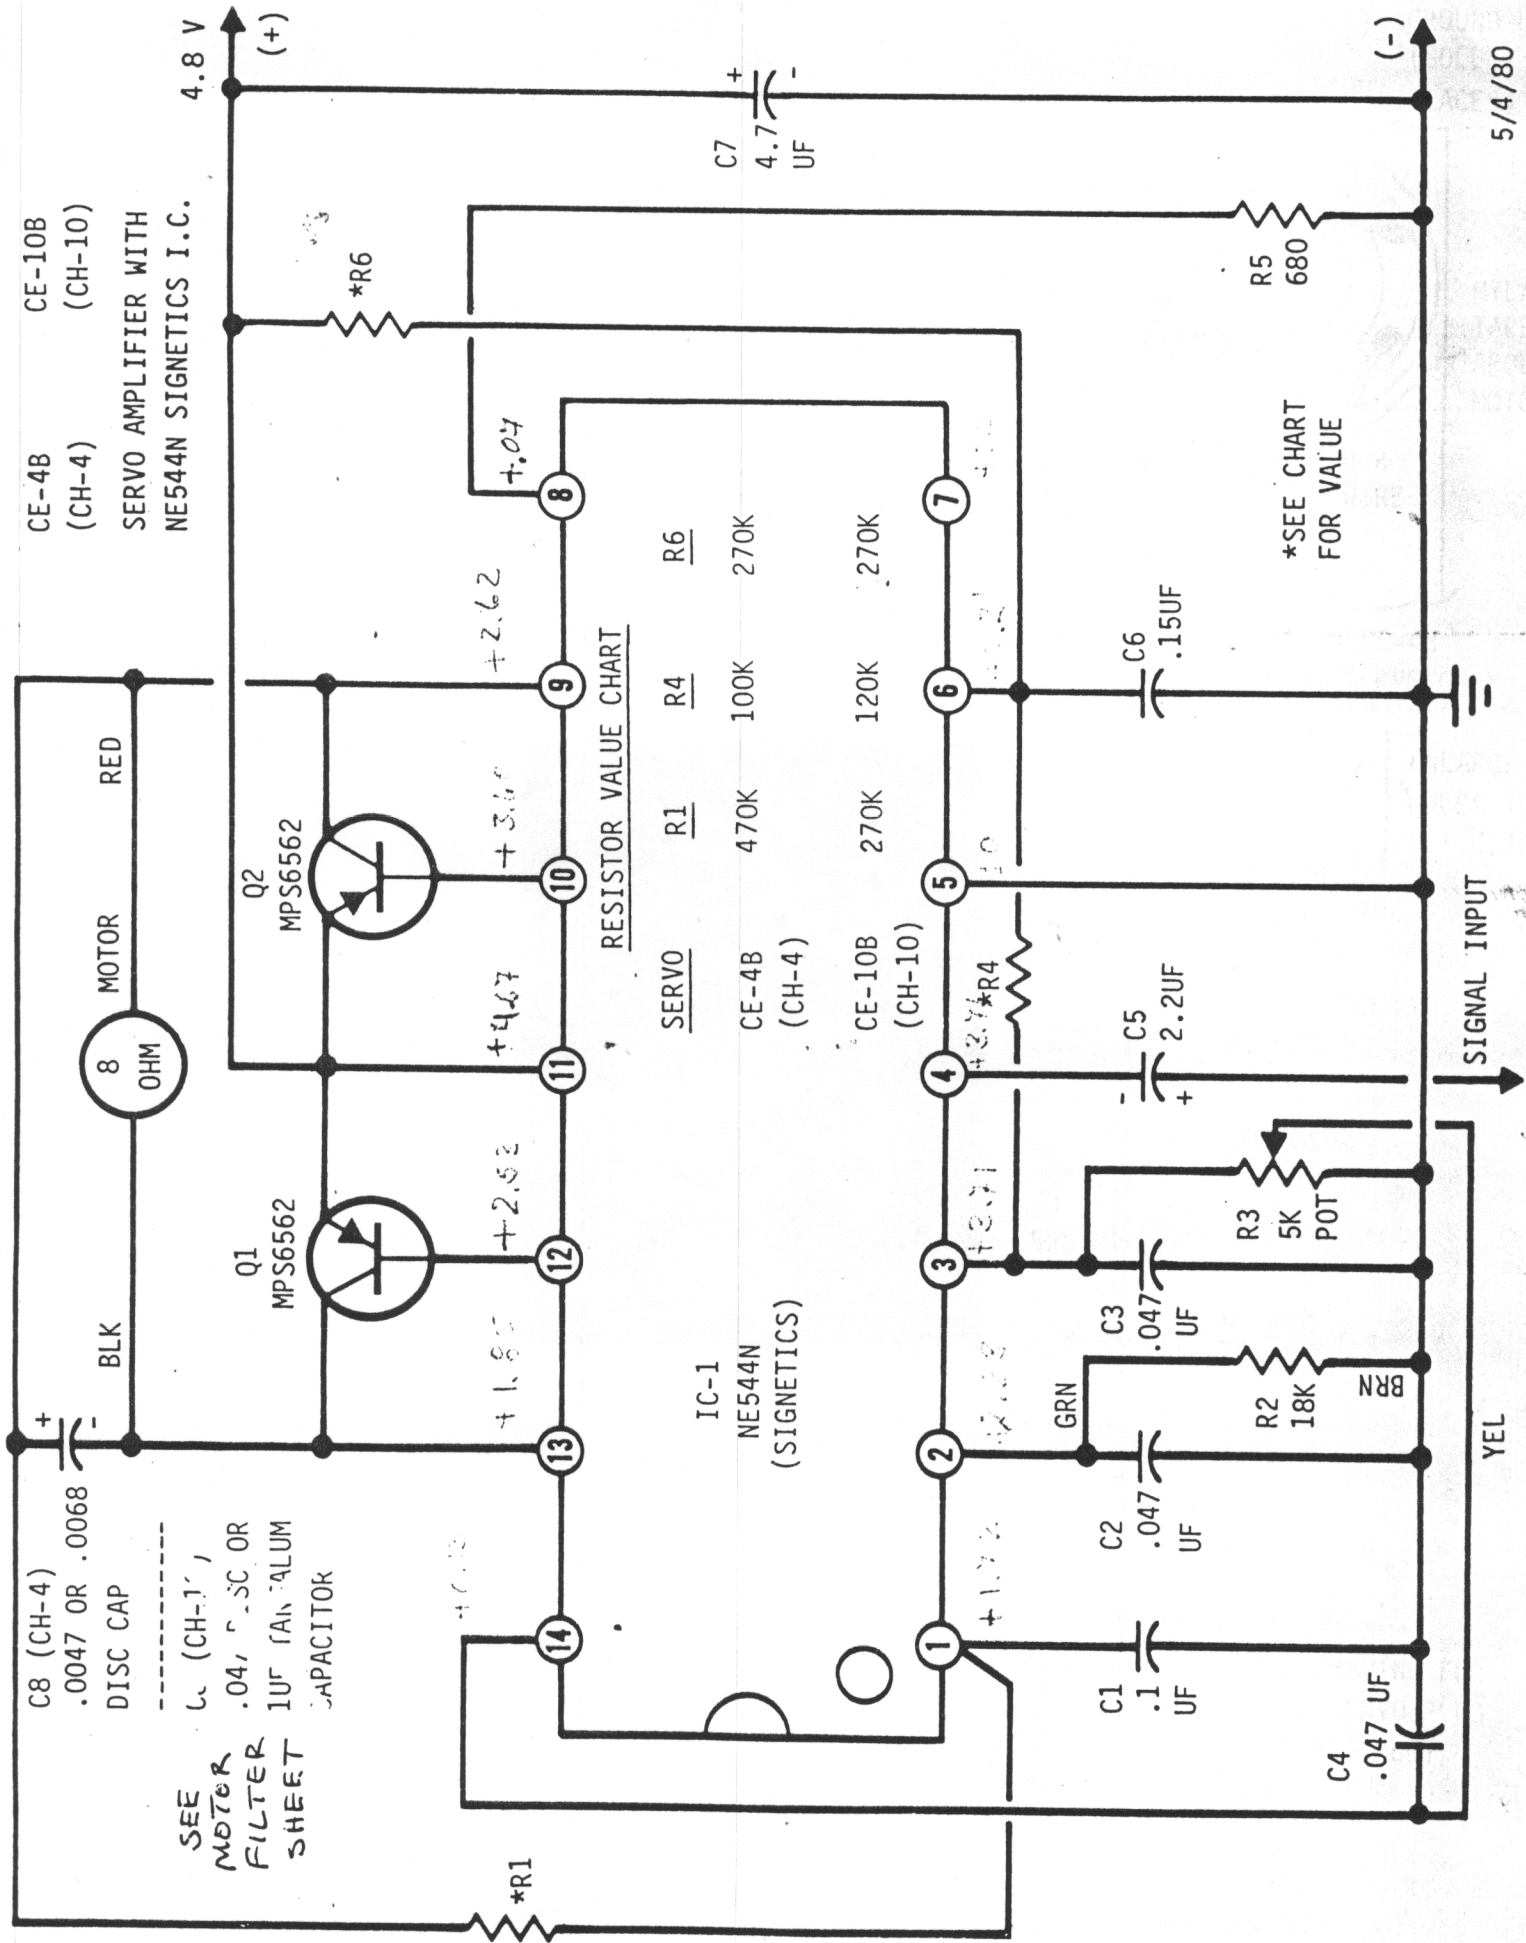 CE-4B
(CH-4)
CE-10B
(CH-10)
SERVO AMPLIFIER WITH
NE544N SIGNETICS I.C.
4.8 V
(+)
C8 (CH-4)
.0047 OR .0068
DISC CAP
----------
(CH-
OR
1UF
CAPACITOR
SEE
MOTOR
FILTER
SHEET
BLK
8
OHM
MOTOR
RED
Q1
MPS6562
Q2
MPS6562
*R6
*R1
+
-
14
13
12
11
10
9
8
+2.52
+4.67
+2.62
+.07
RESISTOR VALUE CHART
SERVO R1 R4 R6
CE-4B 470K 100K 270K
(CH-4)
CE-10B 270K 120K 270K
(CH-10)
IC-1
NE544N
(SIGNETICS)
1
2
3
4
5
6
7
*R4
C7
4.7
UF
+
-
C1
.1
UF
C2
.047
UF
GRN
R2
18K
BRN
C3
.047
UF
R3
5K
POT
C5
2.2UF
-
+
C6
.15UF
R5
680
C4
.047 UF
YEL
SIGNAL INPUT
*SEE CHART
FOR VALUE
(-)
5/4/80